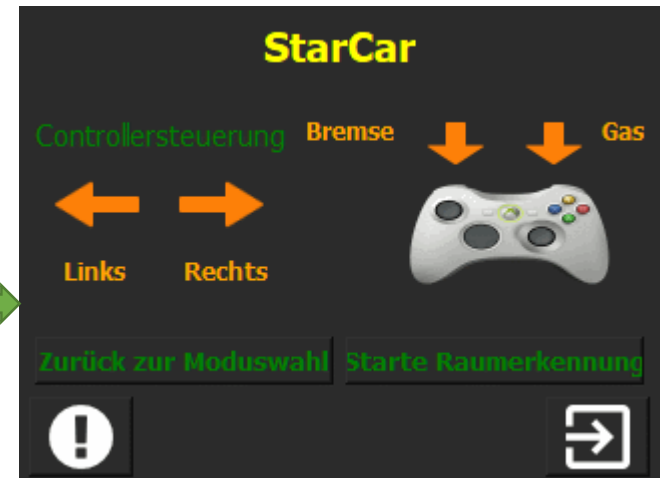 StarCar
Controllersteuerung Bremse Gas
Links Rechts
Zurück zur Moduswahl Starte Raumerkennung